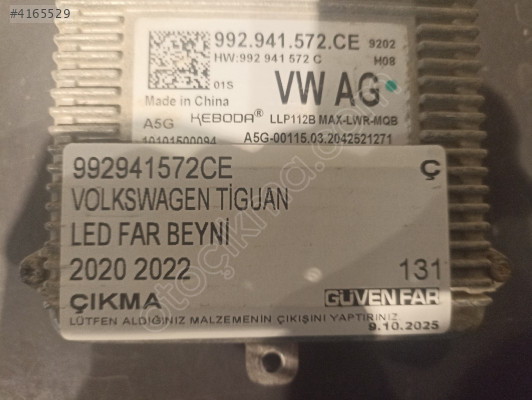 #4165529
992.941.572.CE 9202
HW:992 941 572 C H08
01S
VW AG
Made in China
A5G KEBODA® LLP112B MAX-LWR-MQB
10101500094 A5G-00115.03.2042521271
992941572CE Ç
VOLKSWAGEN TİGUAN
LED FAR BEYNİ
2020 2022 131
ÇIKMA GÜVEN FAR
LÜTFEN ALDIĞINIZ MALZEMENİN ÇIKIŞINI YAPTIRINIZ.
9.10.2025